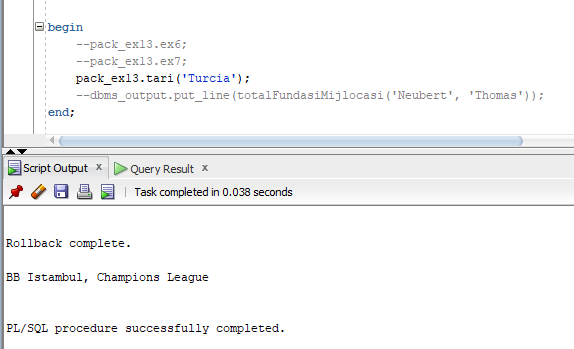 begin
--pack_ex13.ex6;
--pack_ex13.ex7;
pack_ex13.tari('Turcia');
--dbms_output.put_line(totalFundasiMijlocasi('Neubert', 'Thomas'));
end;
Script Output x Query Result x
Task completed in 0.038 seconds
Rollback complete.
BB Istambul, Champions League
PL/SQL procedure successfully completed.